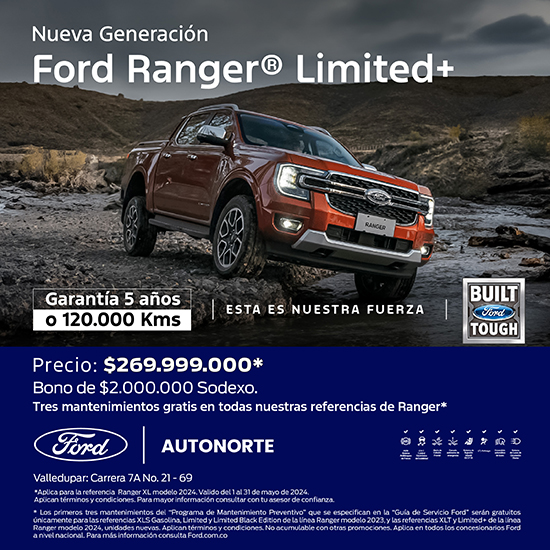 Nueva Generación
Ford Ranger® Limited+
RANGER
Garantía 5 años
o 120.000 Kms
ESTA ES NUESTRA FUERZA
BUILT
Ford
TOUGH
Precio: $269.999.000*
Bono de $2.000.000 Sodexo.
Tres mantenimientos gratis en todas nuestras referencias de Ranger*
Ford
AUTONORTE
Valledupar: Carrera 7A No. 21 - 69
*Aplica para la referencia Ranger XL modelo 2024. Valido del 1 al 31 de mayo de 2024.
Aplican términos y condiciones. Para mayor información consultar con tu asesor de confianza.
* Los primeros tres mantenimientos del "Programa de Mantenimiento Preventivo" que se especifican en la "Guía de Servicio Ford" serán gratuitos
únicamente para las referencias XLS Gasolina, Limited y Limited Black Edition de la línea Ranger modelo 2023, y las referencias XLT y Limited+ de la línea
Ranger modelo 2024, unidades nuevas. Aplican términos y condiciones. No acumulable con otras promociones. Aplica en todos los concesionarios Ford
a nivel nacional. Para más información consulta Ford.com.co